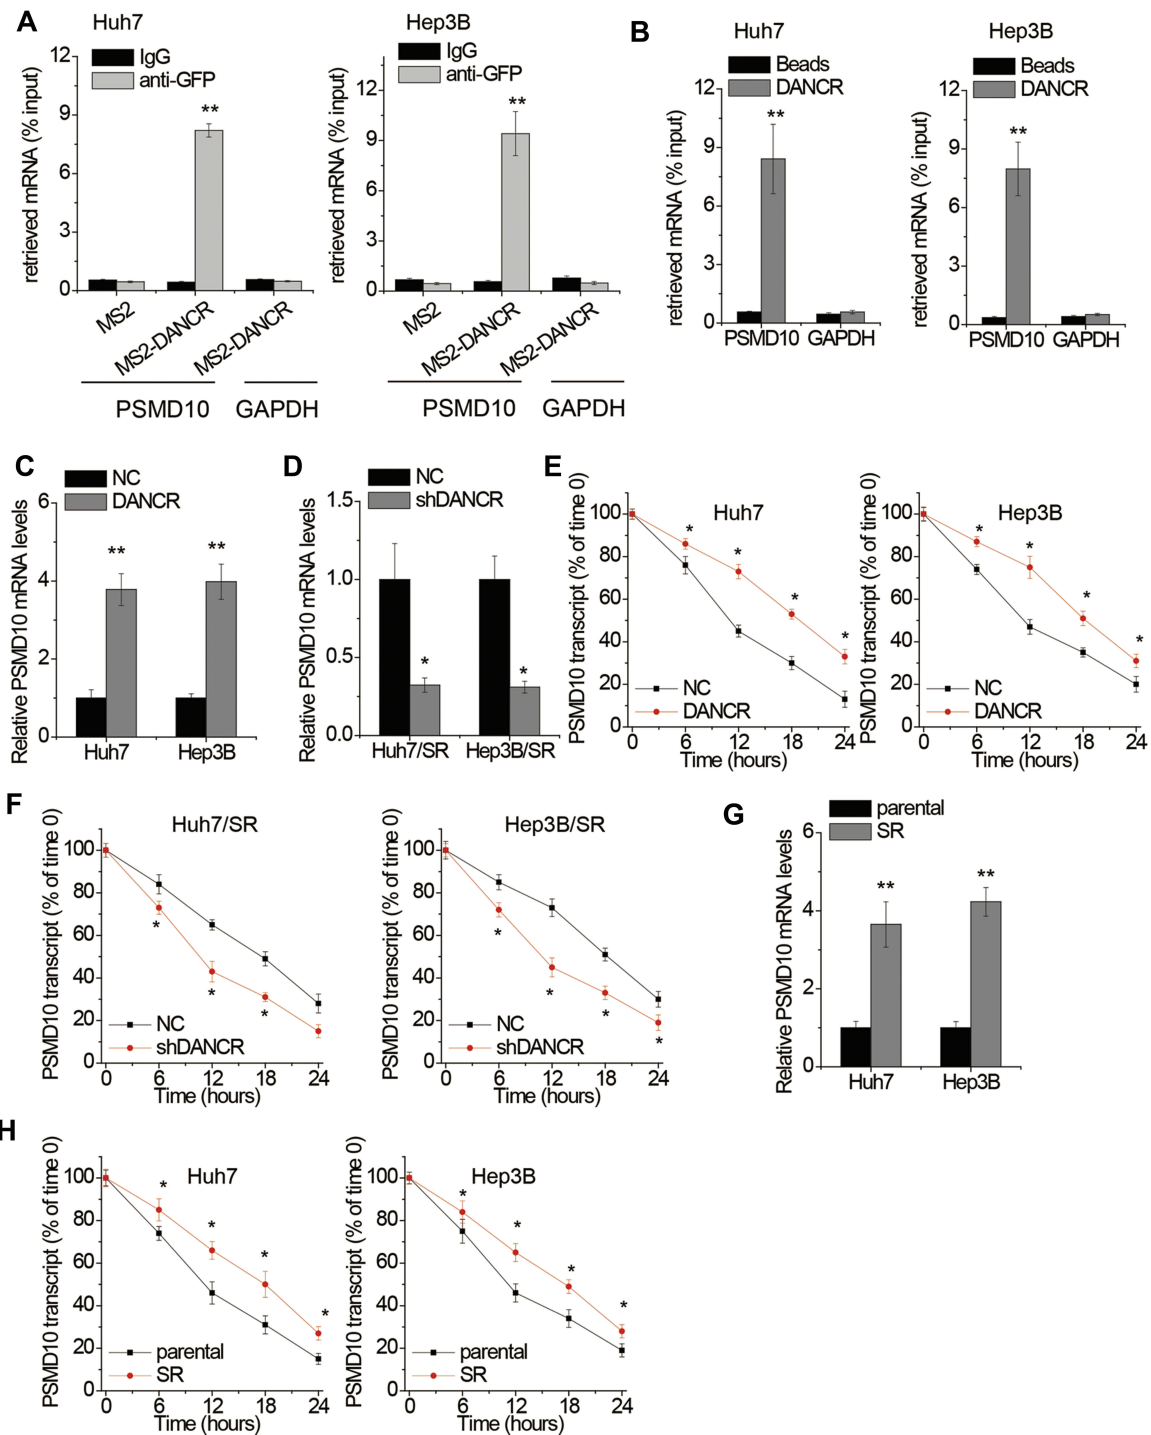 A
Huh7
IgG
anti-GFP
retrieved mRNA (% input)
12
9
6
3
0
MS2
MS2-DANCR
MS2-DANCR
PSMD10
GAPDH
Hep3B
IgG
anti-GFP
retrieved mRNA (% input)
12
9
6
3
0
MS2
MS2-DANCR
MS2-DANCR
PSMD10
GAPDH
**
**
B
Huh7
Beads
DANCR
retrieved mRNA (% input)
12
9
6
3
0
**
PSMD10 GAPDH
Hep3B
Beads
DANCR
retrieved mRNA (% input)
12
9
6
3
0
**
PSMD10 GAPDH
C
NC
DANCR
Relative PSMD10 mRNA levels
6
4
2
0
** **
Huh7 Hep3B
D
NC
shDANCR
Relative PSMD10 mRNA levels
1.5
1.0
0.5
0.0
* *
Huh7/SR Hep3B/SR
E
Huh7
PSMD10 transcript (% of time 0)
100
80
60
40
20
0
* * * *
NC
DANCR
0 6 12 18 24
Time (hours)
Hep3B
PSMD10 transcript (% of time 0)
100
80
60
40
20
0
* * * *
NC
DANCR
0 6 12 18 24
Time (hours)
F
Huh7/SR
PSMD10 transcript (% of time 0)
100
80
60
40
20
0
* * *
NC
shDANCR
0 6 12 18 24
Time (hours)
Hep3B/SR
PSMD10 transcript (% of time 0)
100
80
60
40
20
0
* * * *
NC
shDANCR
0 6 12 18 24
Time (hours)
G
parental
SR
Relative PSMD10 mRNA levels
6
4
2
0
** **
Huh7 Hep3B
H
Huh7
PSMD10 transcript (% of time 0)
100
80
60
40
20
0
* * * *
parental
SR
0 6 12 18 24
Time (hours)
Hep3B
PSMD10 transcript (% of time 0)
100
80
60
40
20
0
* * * *
parental
SR
0 6 12 18 24
Time (hours)